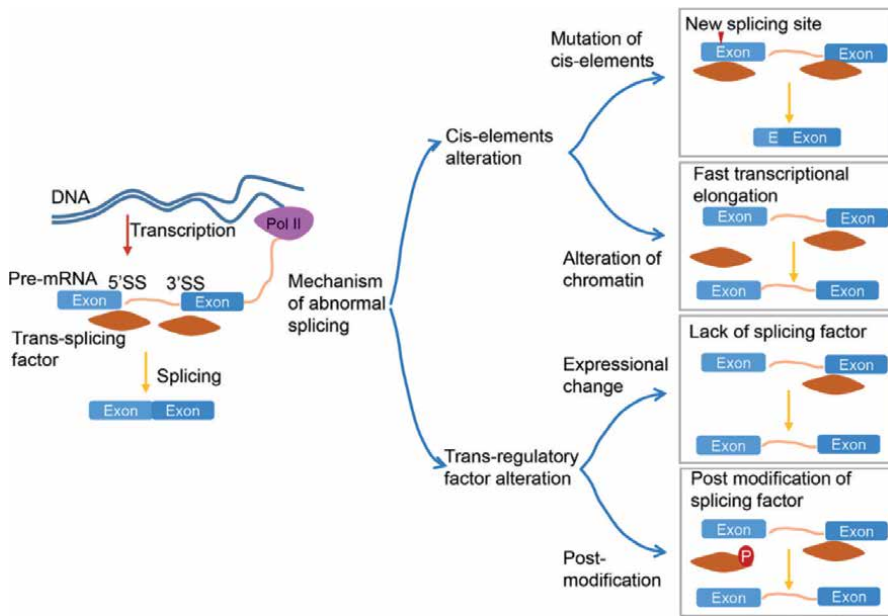 DNA
Transcription
Pol II
Pre-mRNA
5'SS
3'SS
Exon
Exon
Trans-splicing
factor
Splicing
Exon
Exon
Mechanism
of abnormal
splicing
Cis-elements
alteration
Trans-regulatory
factor alteration
Mutation of
cis-elements
Alteration of
chromatin
Expressional
change
Post-
modification
New splicing site
Exon
Exon
E
Exon
Fast transcriptional
elongation
Exon
Exon
Exon
Exon
Lack of splicing factor
Exon
Exon
Exon
Exon
Post modification of
splicing factor
Exon
Exon
P
Exon
Exon